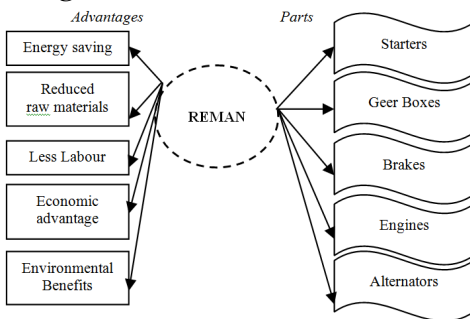 Advantages
Parts
Energy saving
Reduced
raw materials
Less Labour
Economic
advantage
Environmental
Benefits
REMAN
Starters
Geer Boxes
Brakes
Engines
Alternators